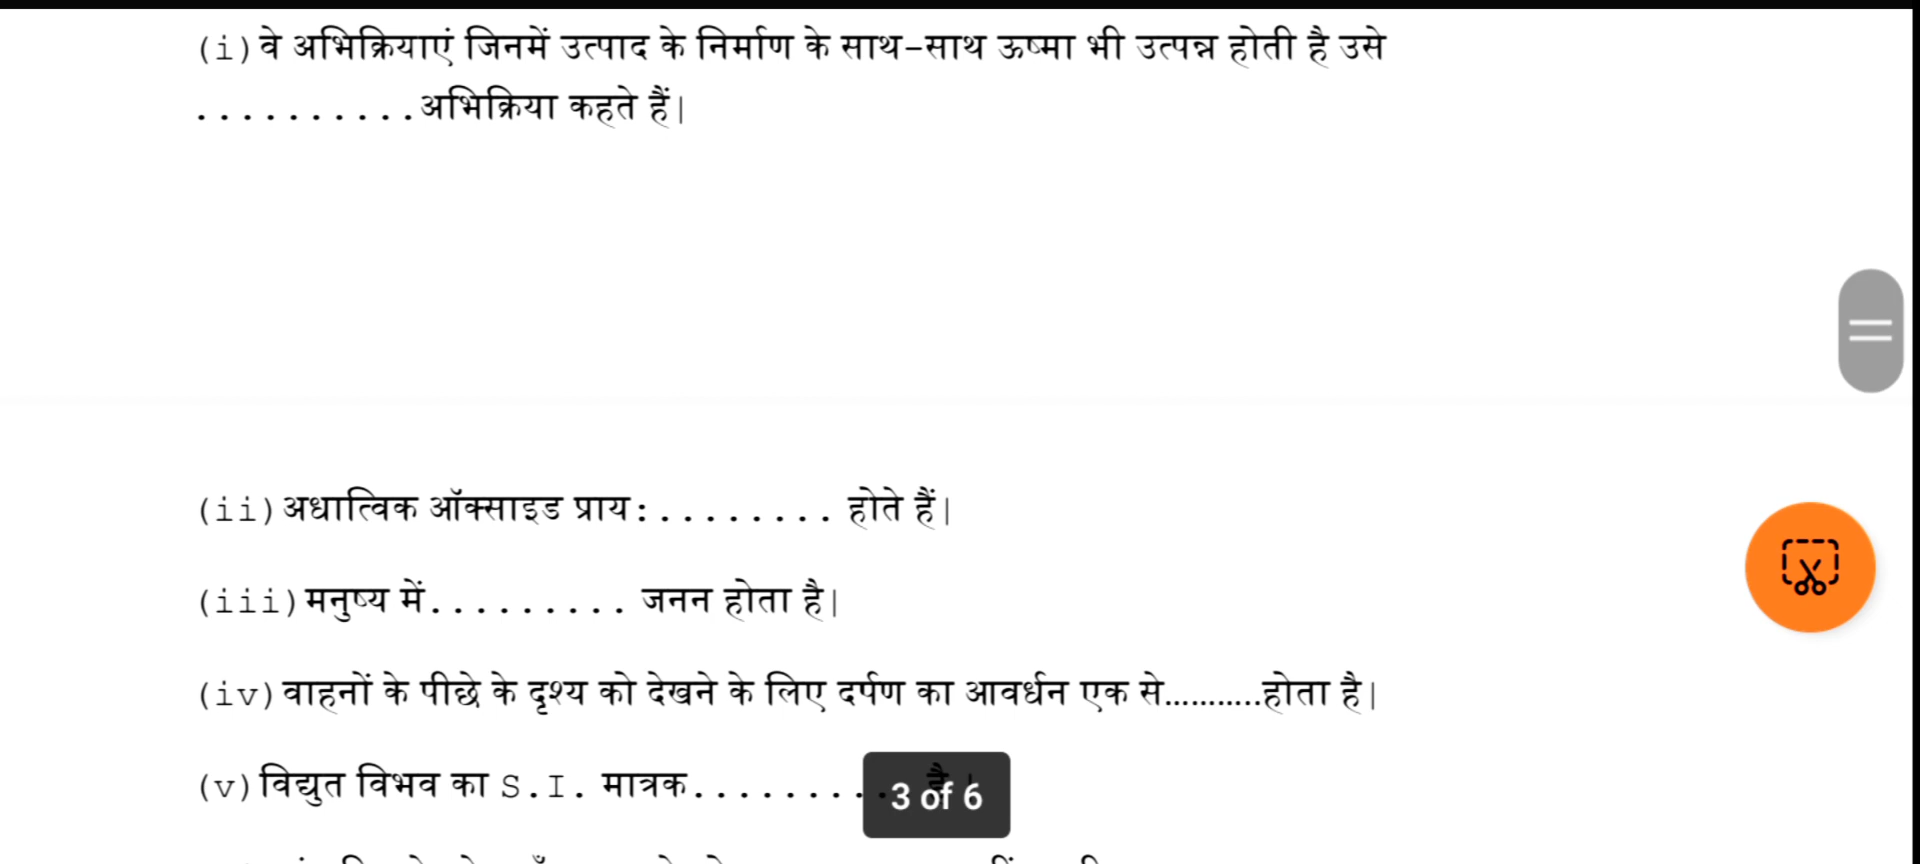 (i) वे अभिक्रियाएं जिनमें उत्पाद के निर्माण के साथ-साथ ऊष्मा भी उत्पन्न होती है उसे
..........अभिक्रिया कहते हैं|
(ii) अधात्विक ऑक्साइड प्राय:........ होते हैं|
(iii) मनुष्य में......... जनन होता है|
(iv) वाहनों के पीछे के दृश्य को देखने के लिए दर्पण का आवर्धन एक से...........होता है|
(v) विद्युत विभव का S.I. मात्रक......... है|
3 of 6